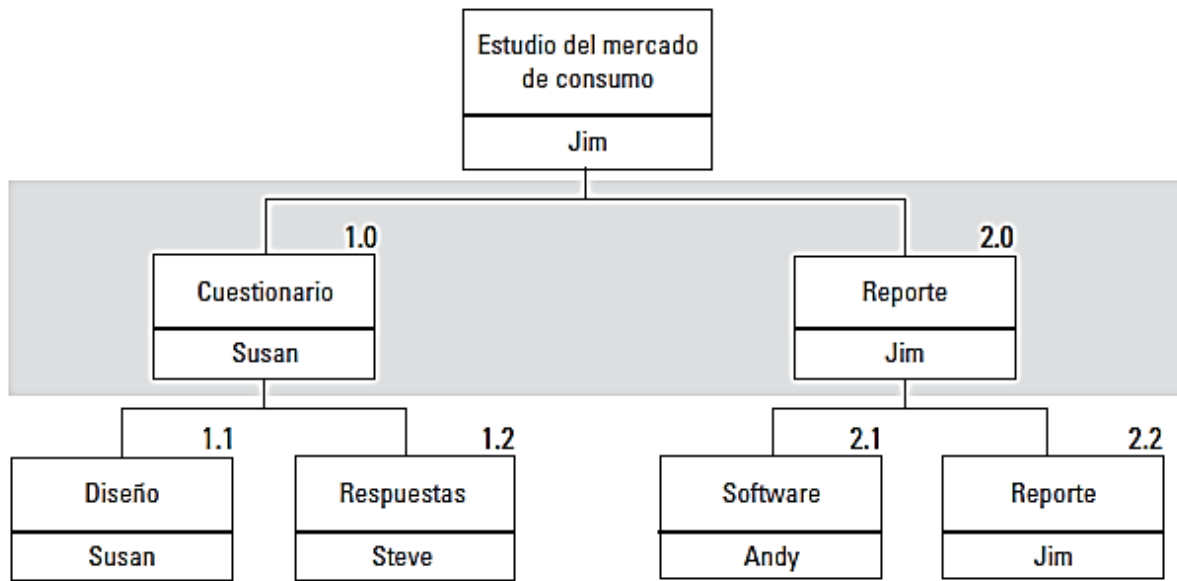 Estudio del mercado
de consumo
Jim
1.0
Cuestionario
Susan
2.0
Reporte
Jim
1.1
Diseño
Susan
1.2
Respuestas
Steve
2.1
Software
Andy
2.2
Reporte
Jim